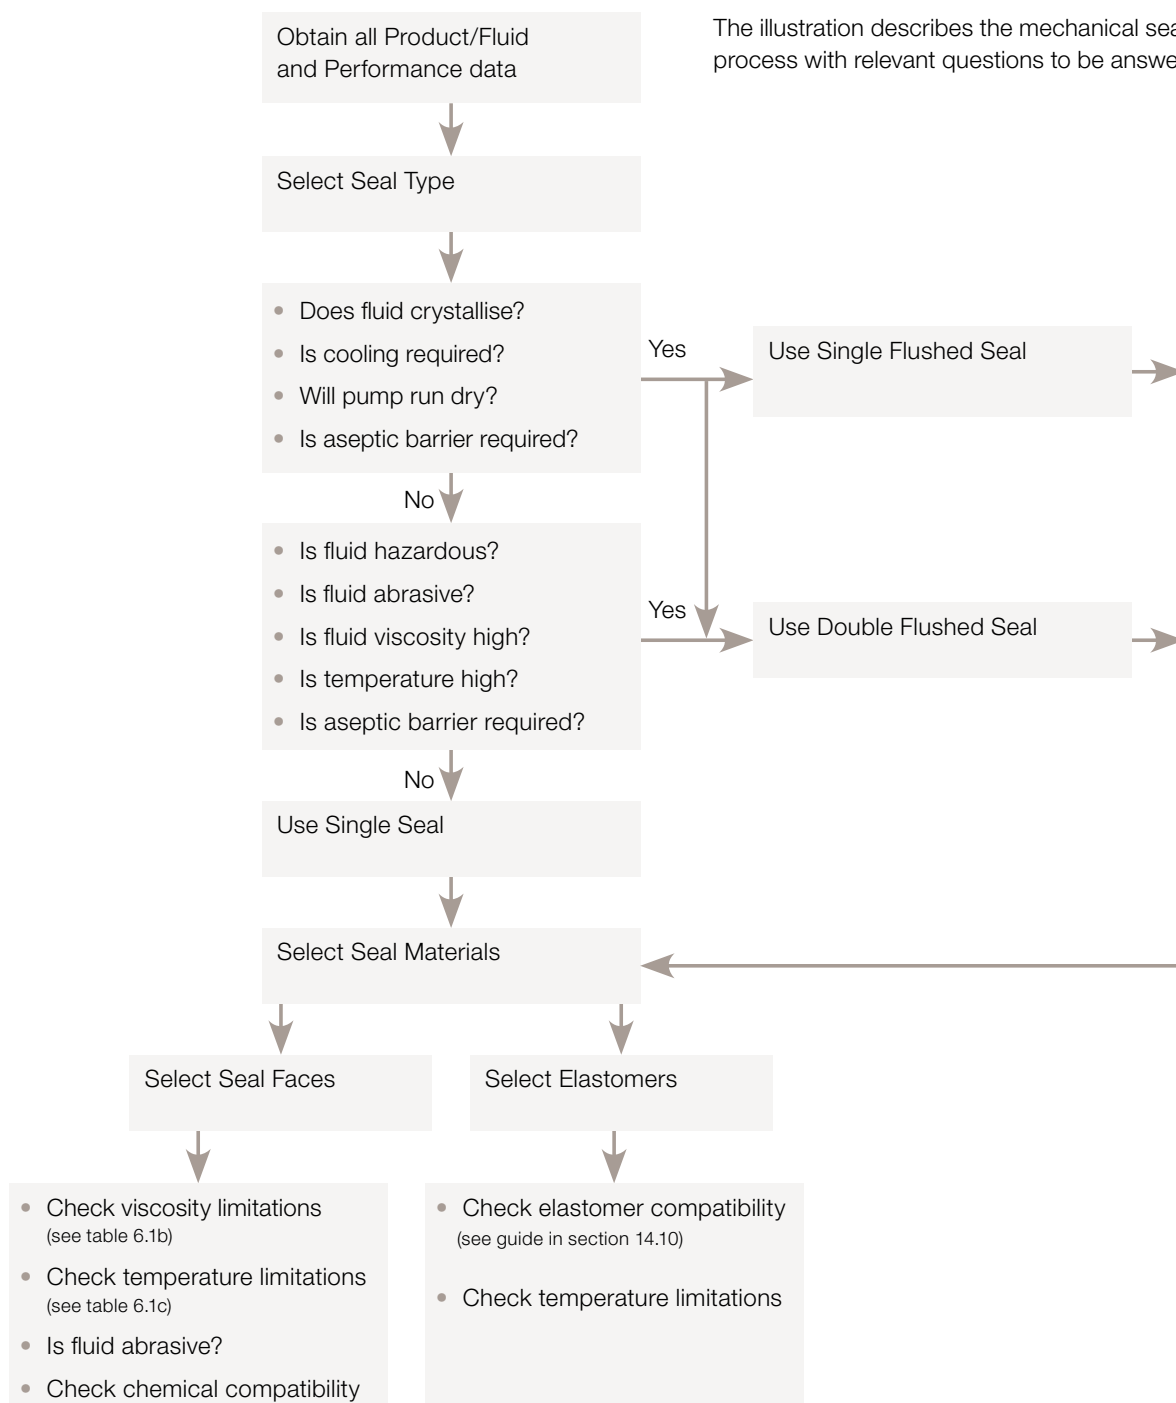 Obtain all Product/Fluid
and Performance data
The illustration describes the mechanical sea
process with relevant questions to be answe
Select Seal Type
• Does fluid crystallise?
• Is cooling required?
• Will pump run dry?
• Is aseptic barrier required?
Yes
Use Single Flushed Seal
No
• Is fluid hazardous?
• Is fluid abrasive?
• Is fluid viscosity high?
• Is temperature high?
• Is aseptic barrier required?
Yes
Use Double Flushed Seal
No
Use Single Seal
Select Seal Materials
Select Seal Faces
Select Elastomers
• Check viscosity limitations
(see table 6.1b)
• Check temperature limitations
(see table 6.1c)
• Is fluid abrasive?
• Check chemical compatibility
• Check elastomer compatibility
(see guide in section 14.10)
• Check temperature limitations